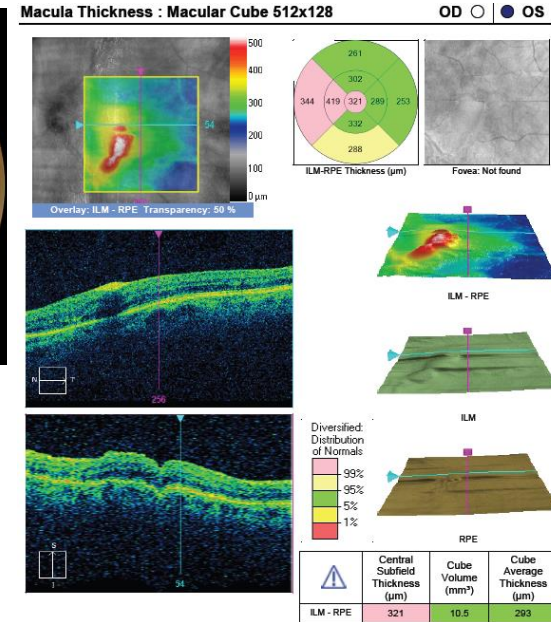 Macula Thickness : Macular Cube 512x128
OD OS
500
400
300
200
100
0 µm
54
Overlay: ILM - RPE Transparency: 50 %
261
302
344 419 321 289 253
332
288
ILM-RPE Thickness (µm)
Fovea: Not found
ILM - RPE
N T
256
ILM
S
I
54
Diversified:
Distribution
of Normals
99%
95%
5%
1%
RPE
Central Subfield Thickness (µm)
Cube Volume (mm³)
Cube Average Thickness (µm)
ILM - RPE 321 10.5 293